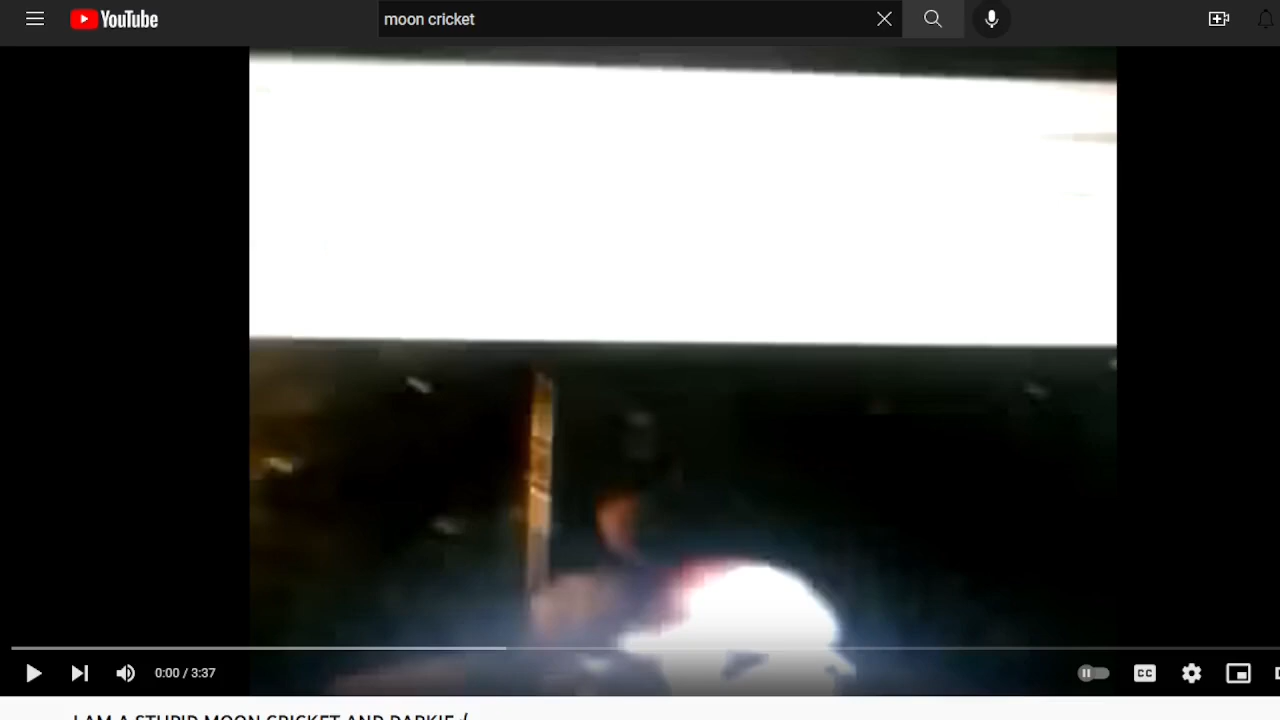 YouTube
moon cricket
0:00 / 3:37
CC
I AM A STUPID MOON CRICKET AND DARKIE :(